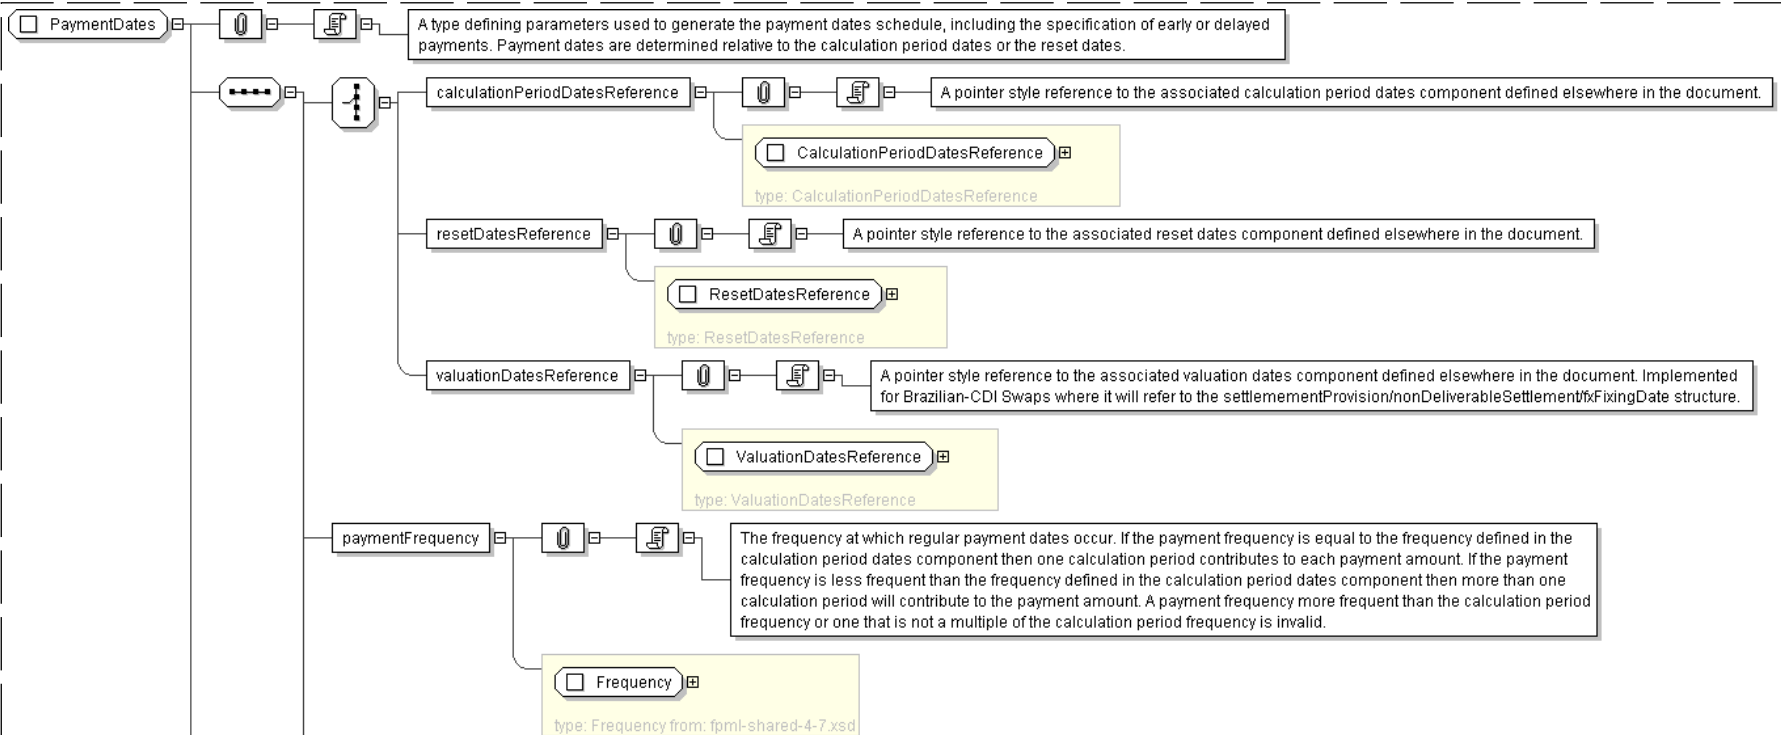 PaymentDates
A type defining parameters used to generate the payment dates schedule, including the specification of early or delayed
payments. Payment dates are determined relative to the calculation period dates or the reset dates.
calculationPeriodDatesReference
A pointer style reference to the associated calculation period dates component defined elsewhere in the document.
CalculationPeriodDatesReference
type: CalculationPeriodDatesReference
resetDatesReference
A pointer style reference to the associated reset dates component defined elsewhere in the document.
ResetDatesReference
type: ResetDatesReference
valuationDatesReference
A pointer style reference to the associated valuation dates component defined elsewhere in the document. Implemented
for Brazilian-CDI Swaps where it will refer to the settlemementProvision/nonDeliverableSettlement/fxFixingDate structure.
ValuationDatesReference
type: ValuationDatesReference
paymentFrequency
The frequency at which regular payment dates occur. If the payment frequency is equal to the frequency defined in the
calculation period dates component then one calculation period contributes to each payment amount. If the payment
frequency is less frequent than the frequency defined in the calculation period dates component then more than one
calculation period will contribute to the payment amount. A payment frequency more frequent than the calculation period
frequency or one that is not a multiple of the calculation period frequency is invalid.
Frequency
type: Frequency from: fpml-shared-4-7.xsd